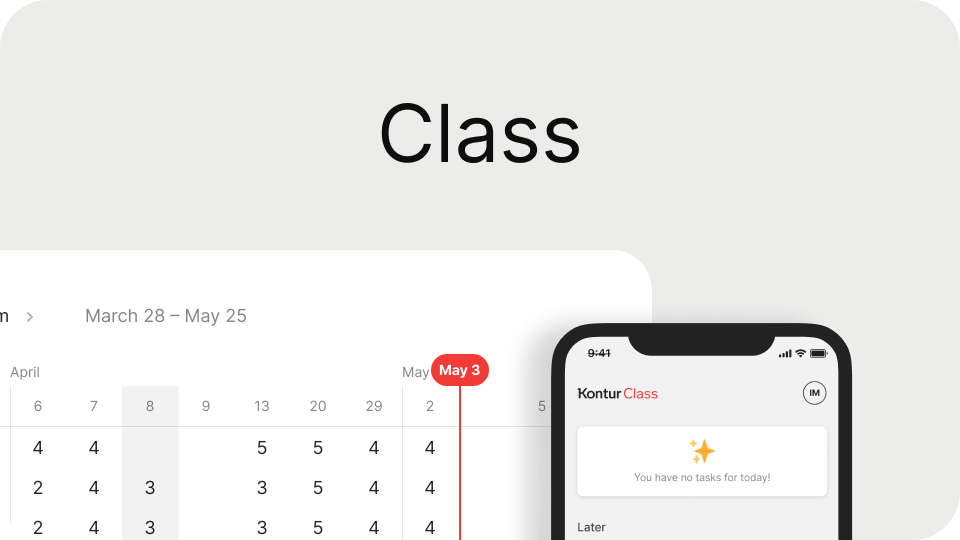 Class
m
March 28 – May 25
April
May
May 3
6 7 8 9 13 20 29 2 5
4 4 5 5 4 4
2 4 3 3 5 4 4
2 4 3 3 5 4 4
9:41
Kontur Class
IM
You have no tasks for today!
Later